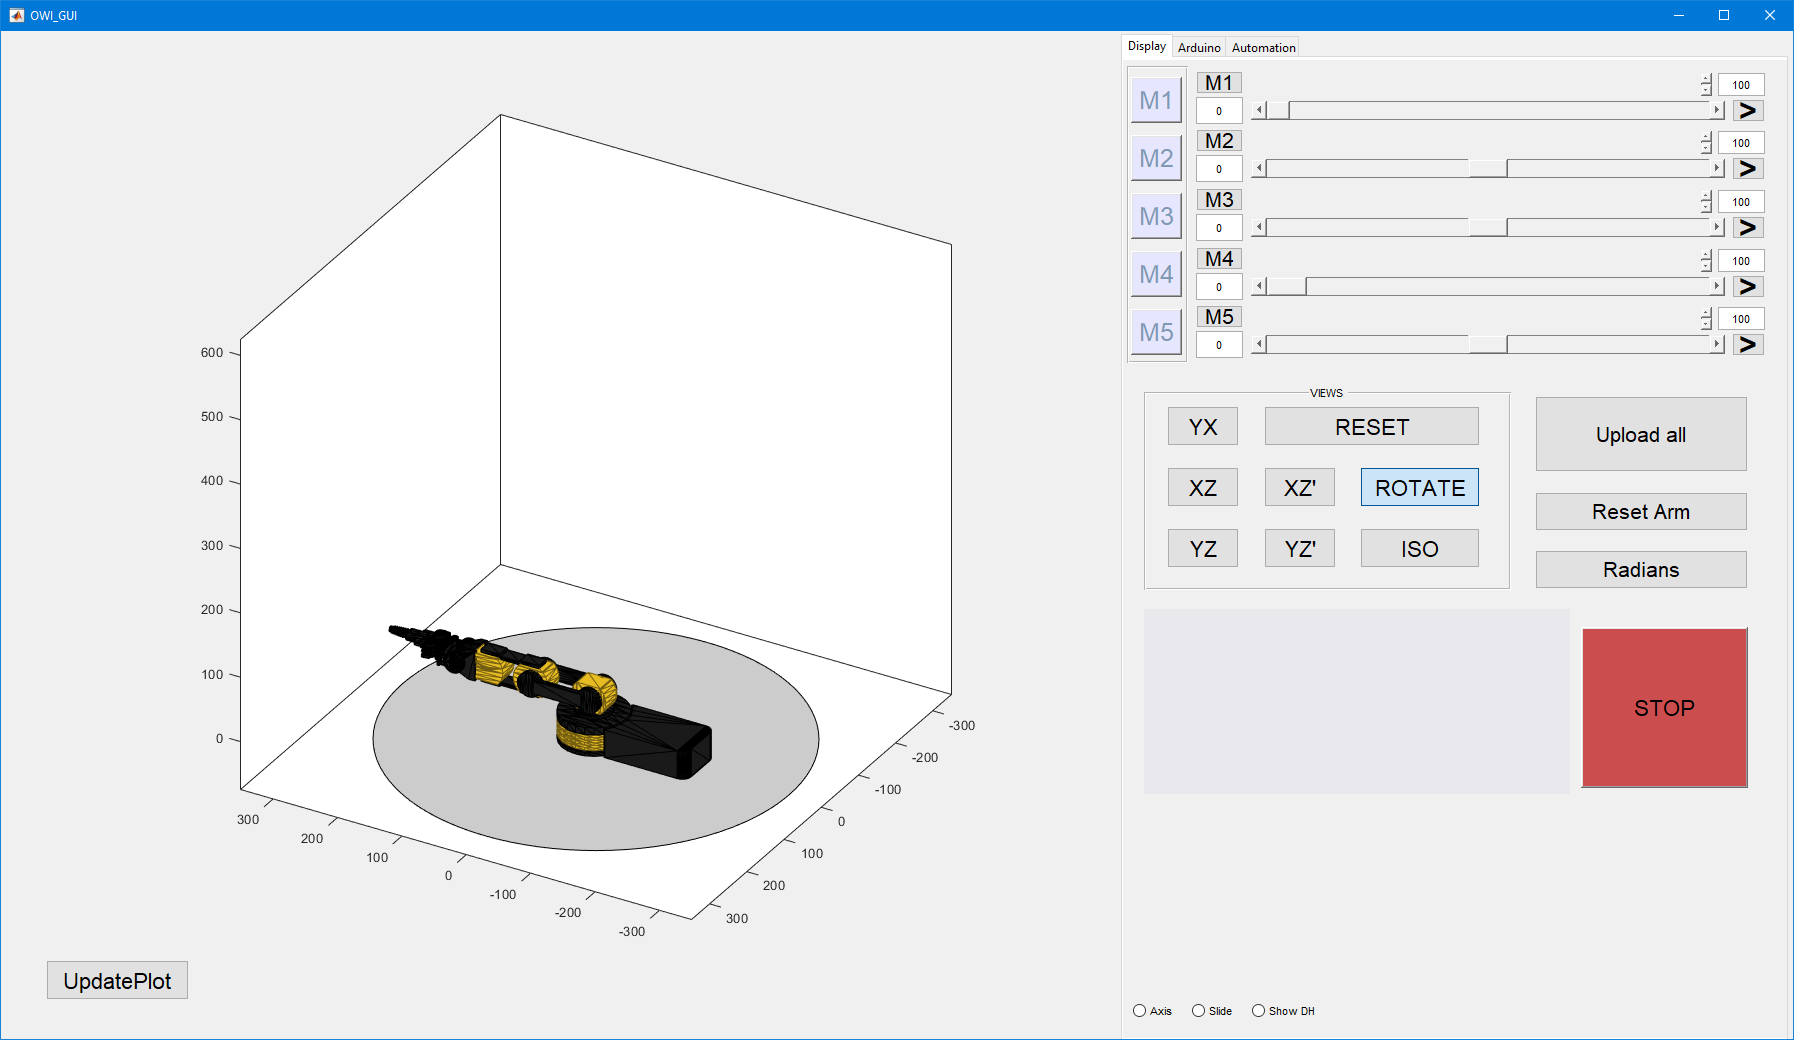 OWI_GUI
Display
Arduino
Automation
M1
M2
M3
M4
M5
M1
100
0
>
M2
100
0
>
M3
100
0
>
M4
100
0
>
M5
100
0
>
VIEWS
YX
RESET
XZ
XZ'
ROTATE
YZ
YZ'
ISO
Upload all
Reset Arm
Radians
STOP
600
500
400
300
200
100
0
300
200
100
0
-100
-200
-300
-300
-200
-100
0
100
200
300
UpdatePlot
Axis
Slide
Show DH